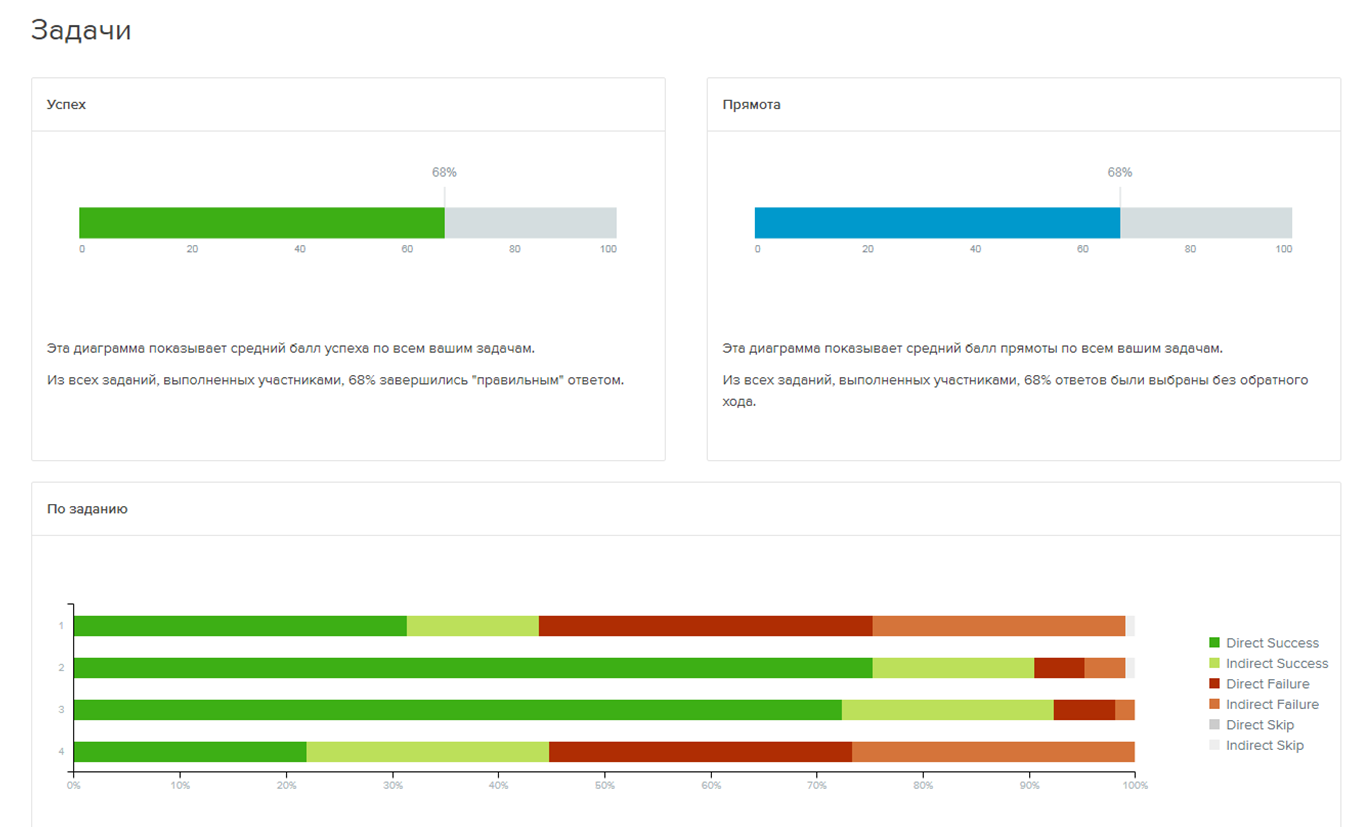 Задачи
Успех
68%
0 20 40 60 80 100
Эта диаграмма показывает средний балл успеха по всем вашим задачам.
Из всех заданий, выполненных участниками, 68% завершились "правильным" ответом.
Прямота
68%
0 20 40 60 80 100
Эта диаграмма показывает средний балл прямоты по всем вашим задачам.
Из всех заданий, выполненных участниками, 68% ответов были выбраны без обратного
хода.
По заданию
1
2
3
4
0% 10% 20% 30% 40% 50% 60% 70% 80% 90% 100%
Direct Success
Indirect Success
Direct Failure
Indirect Failure
Direct Skip
Indirect Skip